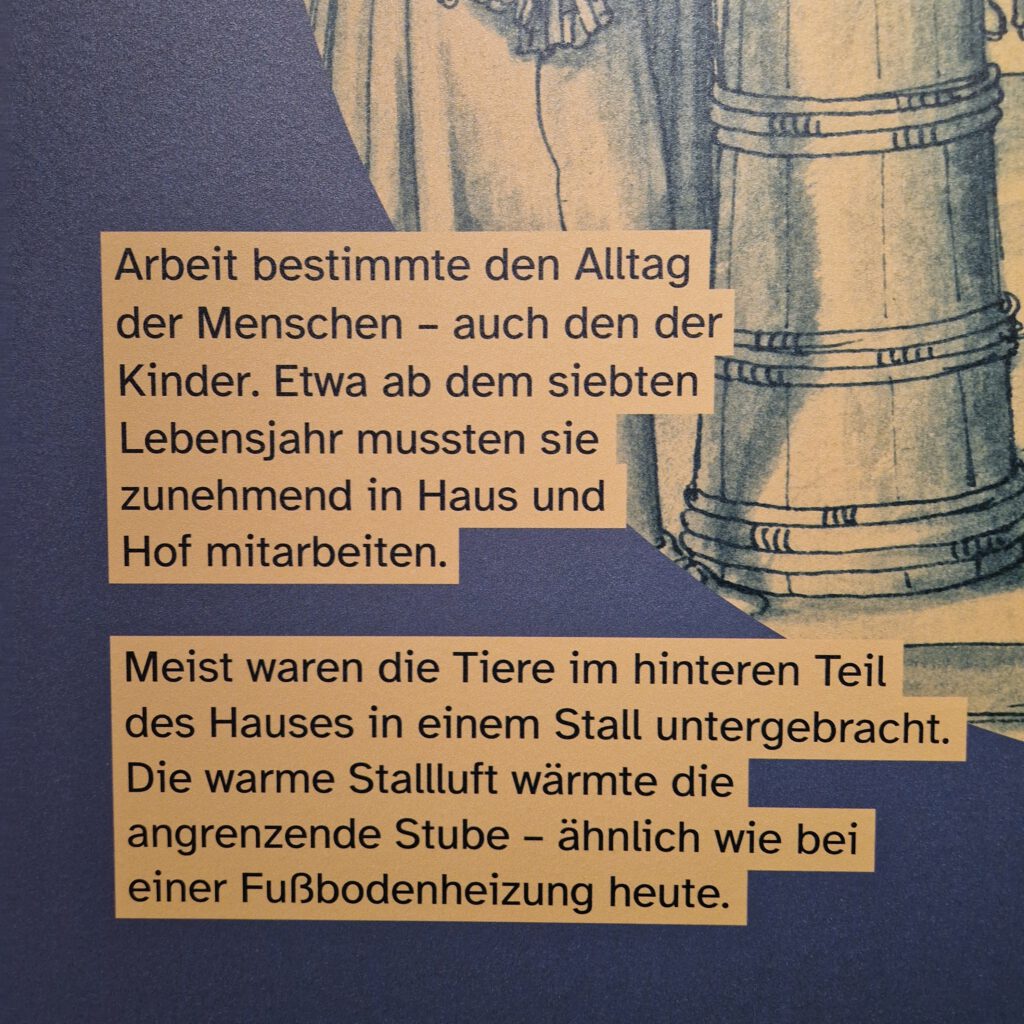 Arbeit bestimmte den Alltag
der Menschen – auch den der
Kinder. Etwa ab dem siebten
Lebensjahr mussten sie
zunehmend in Haus und
Hof mitarbeiten.
Meist waren die Tiere im hinteren Teil
des Hauses in einem Stall untergebracht.
Die warme Stallluft wärmte die
angrenzende Stube – ähnlich wie bei
einer Fußbodenheizung heute.